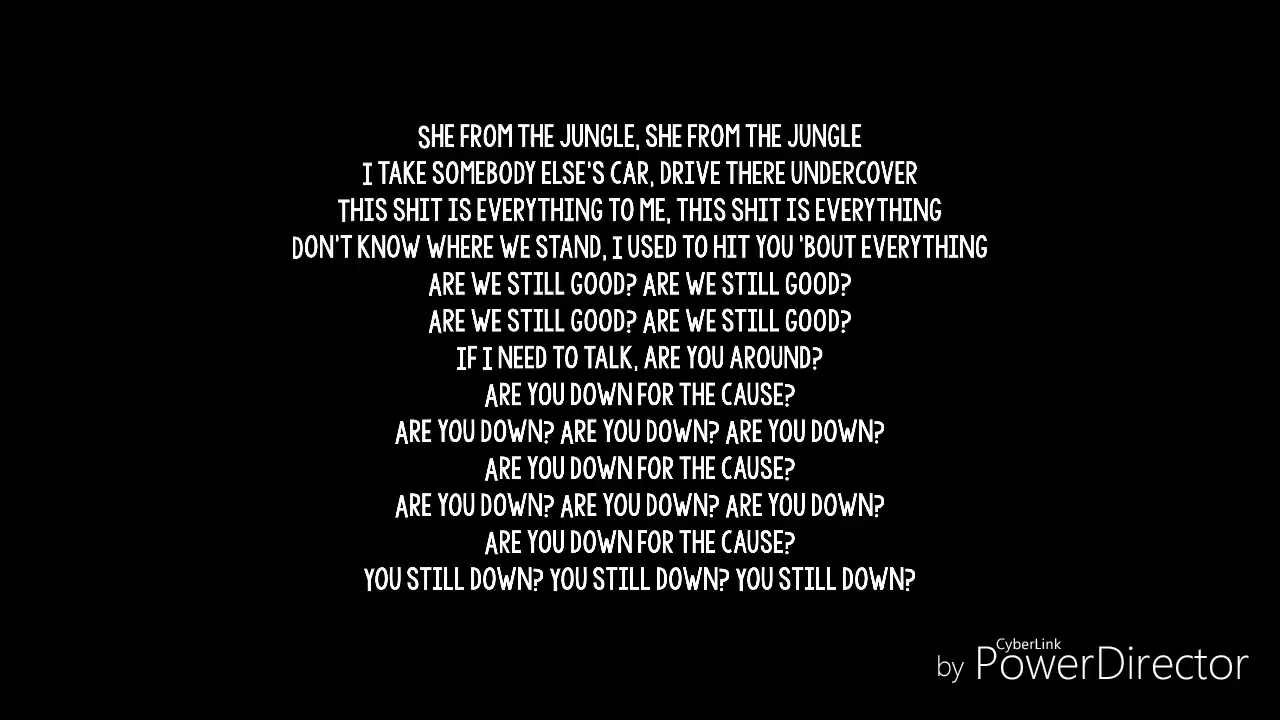 SHE FROM THE JUNGLE, SHE FROM THE JUNGLE
I TAKE SOMEBODY ELSE'S CAR, DRIVE THERE UNDERCOVER
THIS SHIT IS EVERYTHING TO ME, THIS SHIT IS EVERYTHING
DON'T KNOW WHERE WE STAND, I USED TO HIT YOU 'BOUT EVERYTHING
ARE WE STILL GOOD? ARE WE STILL GOOD?
ARE WE STILL GOOD? ARE WE STILL GOOD?
IF I NEED TO TALK, ARE YOU AROUND?
ARE YOU DOWN FOR THE CAUSE?
ARE YOU DOWN? ARE YOU DOWN? ARE YOU DOWN?
ARE YOU DOWN FOR THE CAUSE?
ARE YOU DOWN? ARE YOU DOWN? ARE YOU DOWN?
ARE YOU DOWN FOR THE CAUSE?
YOU STILL DOWN? YOU STILL DOWN? YOU STILL DOWN?
CyberLink
by PowerDirector